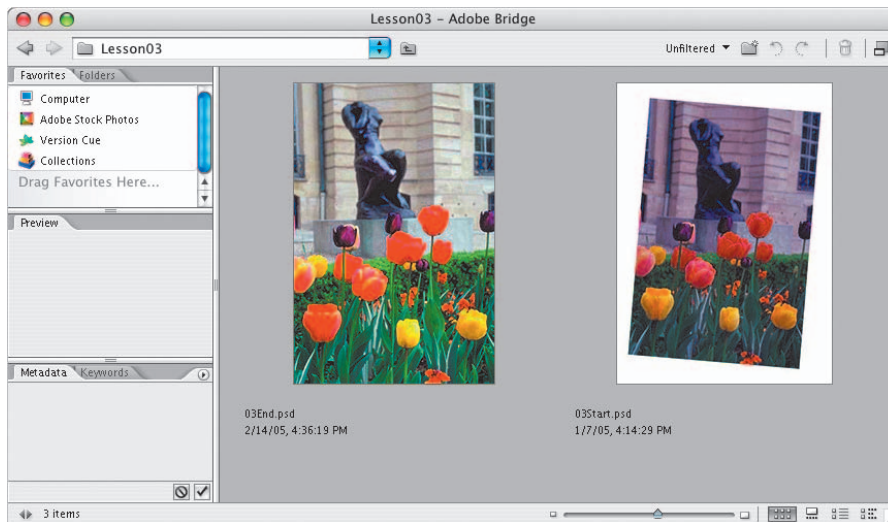 Lesson03 – Adobe Bridge
Lesson03
Unfiltered
Favorites Folders
Computer
Adobe Stock Photos
Version Cue
Collections
Drag Favorites Here...
Preview
Metadata Keywords
03End.psd
2/14/05, 4:36:19 PM
03Start.psd
1/7/05, 4:14:29 PM
3 items